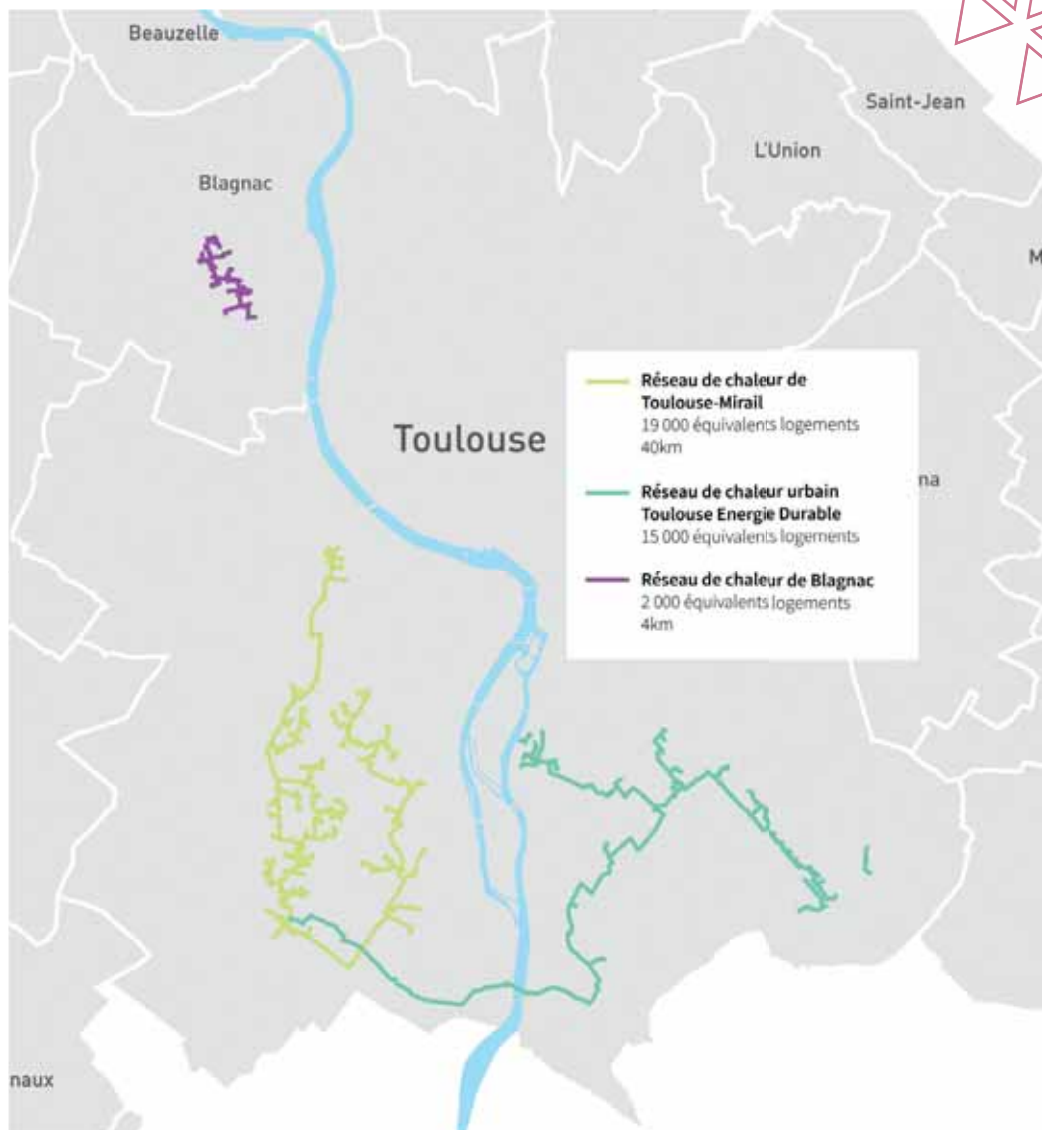 Beauzelle
Saint-Jean
L'Union
Blagnac
M
Réseau de chaleur de
Toulouse-Mirail
19 000 équivalents logements
40km
Toulouse
na
Réseau de chaleur urbain
Toulouse Energie Durable
15 000 équivalents logements
Réseau de chaleur de Blagnac
2 000 équivalents logements
4km
naux